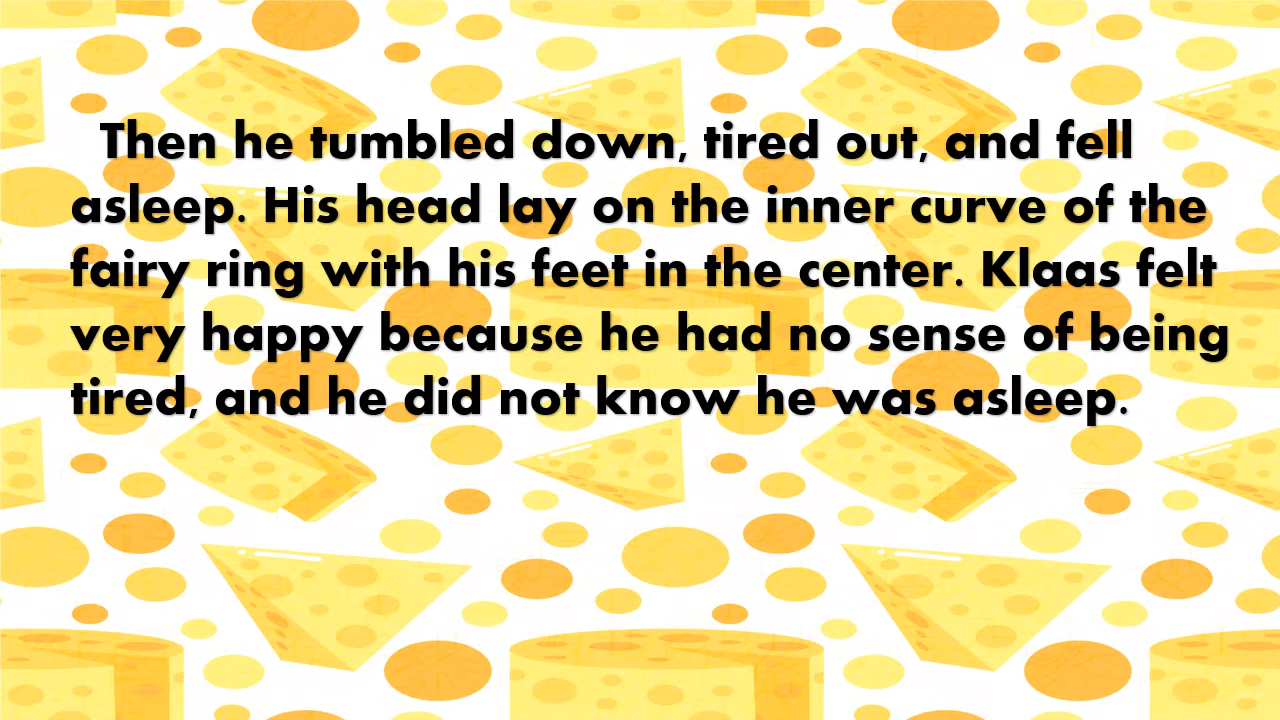 Then he tumbled down, tired out, and fell
asleep. His head lay on the inner curve of the
fairy ring with his feet in the center. Klaas felt
very happy because he had no sense of being
tired, and he did not know he was asleep.